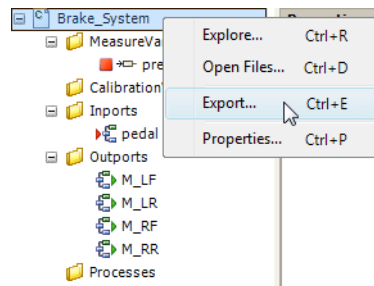 Brake_System
MeasureVa
pre
Calibration
Inports
pedal
Outports
M_LF
M_LR
M_RF
M_RR
Processes
Explore... Ctrl+R
Open Files... Ctrl+D
Export... Ctrl+E
Properties... Ctrl+P